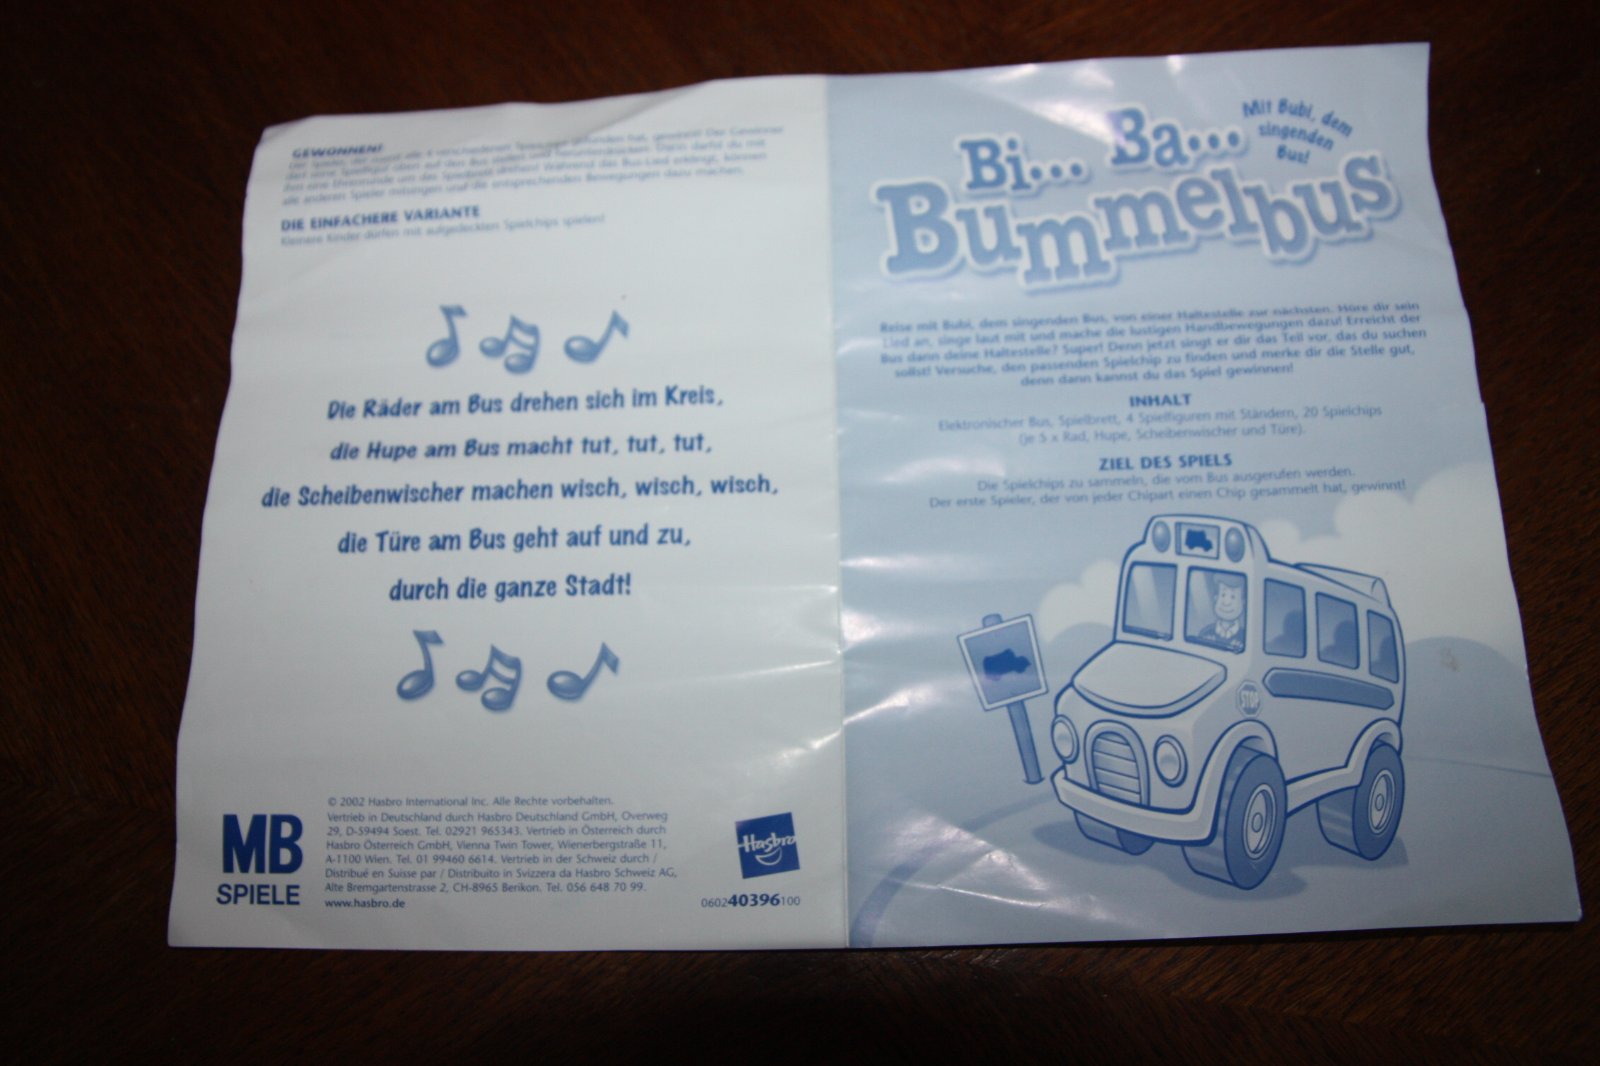 GEWONNEN!
alle anderen Spieler mitsingen und die entsprechenden Bewegungen dazu machen.
DIE EINFACHERE VARIANTE
Kleinere Kinder dürfen mit aufgedeckten Spielchips spielen!
Die Räder am Bus drehen sich im Kreis,
die Hupe am Bus macht tut, tut, tut,
die Scheibenwischer machen wisch, wisch, wisch,
die Türe am Bus geht auf und zu,
durch die ganze Stadt!
MB
SPIELE
© 2002 Hasbro International Inc. Alle Rechte vorbehalten.
Vertrieb in Deutschland durch Hasbro Deutschland GmbH, Overweg
29, D-59494 Soest. Tel. 02921 965343. Vertrieb in Österreich durch
Hasbro Österreich GmbH, Vienna Twin Tower, Wienerbergstraße 11,
A-1100 Wien. Tel. 01 99460 6614. Vertrieb in der Schweiz durch /
Distribué en Suisse par / Distribuito in Svizzera da Hasbro Schweiz AG,
Alte Bremgartenstrasse 2, CH-8965 Berikon. Tel. 056 648 70 99.
www.hasbro.de
Hasbro
060240396100
Bi... Ba...
Bummelbus
Mit Bubi, dem
singenden
Bus!
Reise mit Bubi, dem singenden Bus, von einer Haltestelle zur nächsten. Höre dir sein
Lied an, singe laut mit und mache die lustigen Handbewegungen dazu! Erreicht der
Bus dann deine Haltestelle? Super! Denn jetzt singt er dir das Teil vor, das du suchen
sollst! Versuche, den passenden Spielchip zu finden und merke dir die Stelle gut,
denn dann kannst du das Spiel gewinnen!
INHALT
Elektronischer Bus, Spielbrett, 4 Spielfiguren mit Ständern, 20 Spielchips
(je 5 x Rad, Hupe, Scheibenwischer und Türe).
ZIEL DES SPIELS
Die Spielchips zu sammeln, die vom Bus ausgerufen werden.
Der erste Spieler, der von jeder Chipart einen Chip gesammelt hat, gewinnt!
STOP